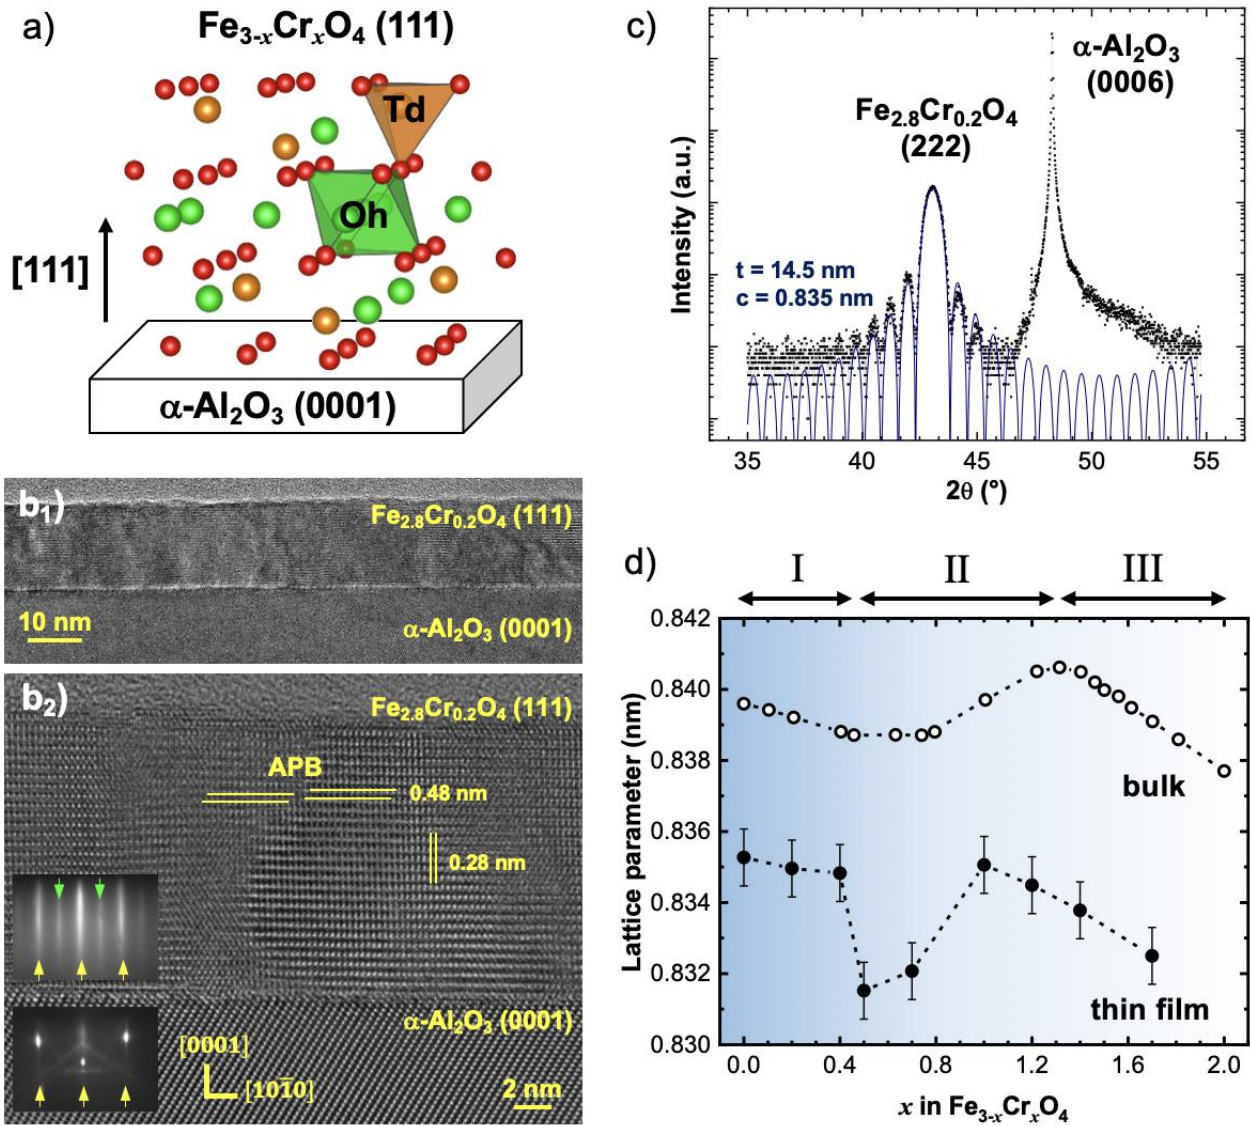 a)
Fe3-xCrxO4 (111)
Td
Oh
[111]
α-Al2O3 (0001)
b1)
Fe2.8Cr0.2O4 (111)
10 nm
α-Al2O3 (0001)
b2)
Fe2.8Cr0.2O4 (111)
APB
0.48 nm
0.28 nm
α-Al2O3 (0001)
[0001]
[101̄0]
2 nm
c)
α-Al2O3
(0006)
Fe2.8Cr0.2O4
(222)
t = 14.5 nm
c = 0.835 nm
Intensity (a.u.)
35 40 45 50 55
2θ (°)
d)
I II III
0.842
0.840
0.838
0.836
0.834
0.832
0.830
Lattice parameter (nm)
bulk
thin film
0.0 0.4 0.8 1.2 1.6 2.0
x in Fe3-xCrxO4